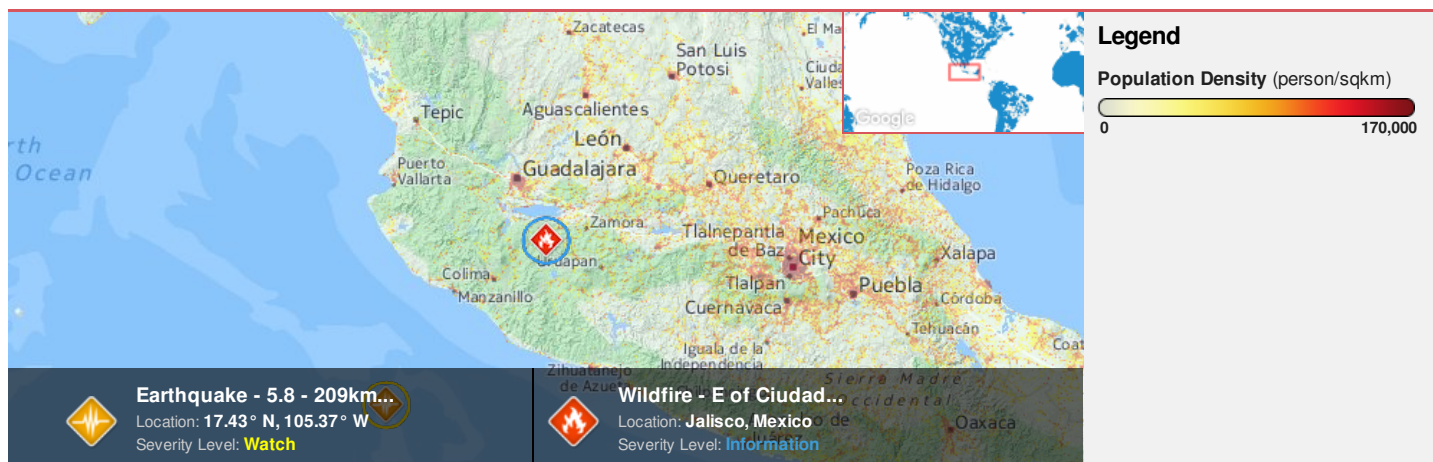 Zacatecas
El Ma
San Luis
Potosi
Ciuda
Valles
Google
Tepic
Aguascalientes
León
rth
Ocean
Puerto
Vallarta
Guadalajara
Queretaro
Poza Rica
de Hidalgo
Zamora
Pachuca
Tlalnepantla
de Baz
Mexico
City
Xalapa
Uruapan
Colima
Tlalpan
Puebla
Manzanillo
Cuernavaca
Córdoba
Tehuacán
Iguala de la
Independencia
Coat
Zihuatanejo
de Azueta
Sierra Madre
Occidental
Oaxaca
Legend
Population Density (person/sqkm)
0
170,000
Earthquake - 5.8 - 209km...
Location: 17.43° N, 105.37° W
Severity Level: Watch
Wildfire - E of Ciudad...
Location: Jalisco, Mexico
Severity Level: Information